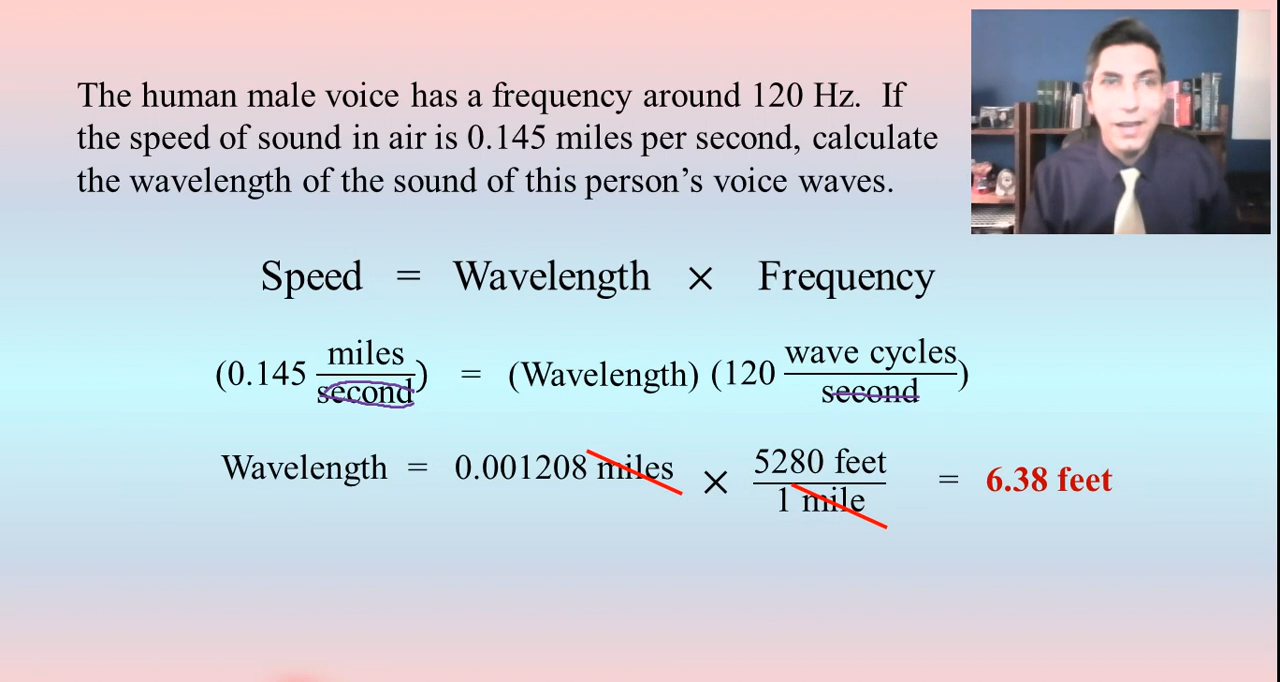 The human male voice has a frequency around 120 Hz. If
the speed of sound in air is 0.145 miles per second, calculate
the wavelength of the sound of this person's voice waves.
Speed = Wavelength × Frequency
(0.145 miles/second) = (Wavelength) (120 wave cycles/second)
Wavelength = 0.001208 miles × 5280 feet/1 mile = 6.38 feet